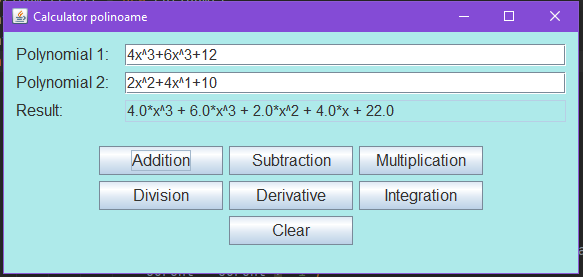 Calculator polinoame
Polynomial 1: 4x^3+6x^3+12
Polynomial 2: 2x^2+4x^1+10
Result: 4.0*x^3 + 6.0*x^3 + 2.0*x^2 + 4.0*x + 22.0
Addition Subtraction Multiplication
Division Derivative Integration
Clear